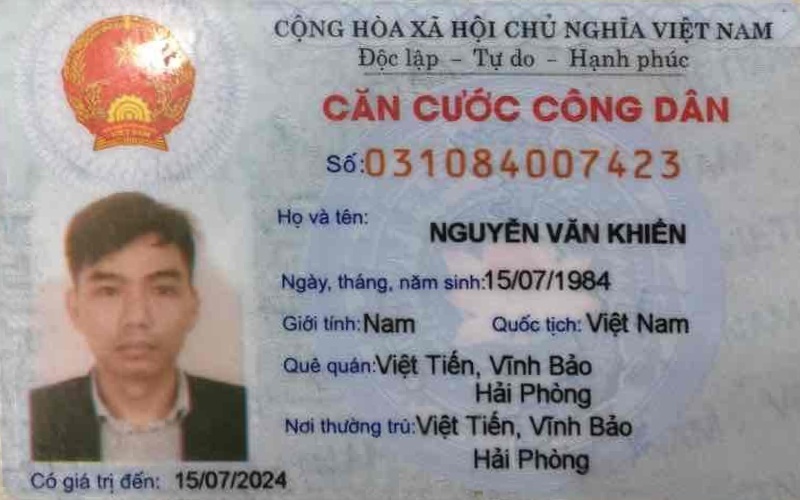 CỘNG HÒA XÃ HỘI CHỦ NGHĨA VIỆT NAM
Độc lập - Tự do - Hạnh phúc
CĂN CƯỚC CÔNG DÂN
Số: 031084007423
Họ và tên: NGUYỄN VĂN KHIÊN
Ngày, tháng, năm sinh: 15/07/1984
Giới tính: Nam Quốc tịch: Việt Nam
Quê quán: Việt Tiến, Vĩnh Bảo
Hải Phòng
Nơi thường trú: Việt Tiến, Vĩnh Bảo
Hải Phòng
Có giá trị đến: 15/07/2024